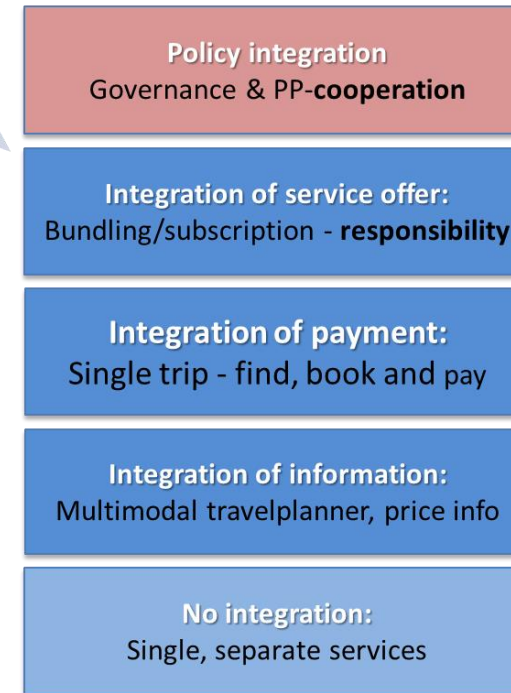 Policy integration
Governance & PP-cooperation
Integration of service offer:
Bundling/subscription - responsibility
Integration of payment:
Single trip - find, book and pay
Integration of information:
Multimodal travelplanner, price info
No integration:
Single, separate services